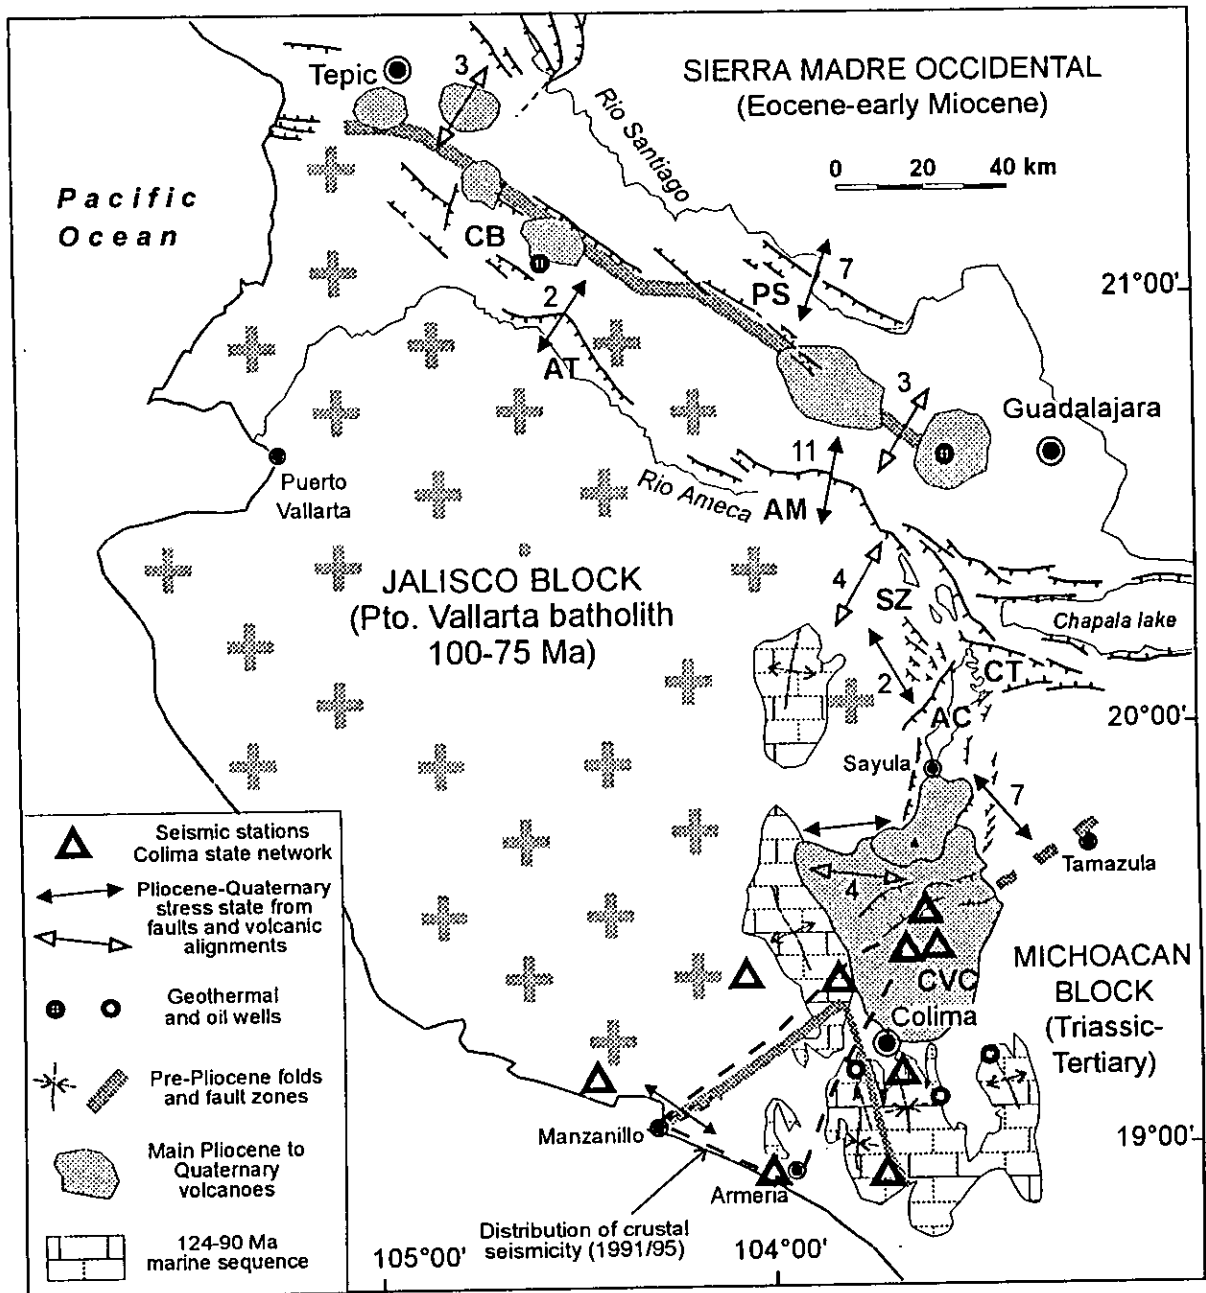 Tepic
3
SIERRA MADRE OCCIDENTAL
(Eocene-early Miocene)
Rio Santiago
0 20 40 km
Pacific
Ocean
CB
PS
7
21°00'
2
AT
3
Guadalajara
11
Puerto
Vallarta
Rio Ameca
AM
JALISCO BLOCK
(Pto. Vallarta batholith
100-75 Ma)
4
SZ
Chapala lake
2
CT
AC
20°00'
Sayula
7
Tamazula
4
CVC
Colima
MICHOACAN
BLOCK
(Triassic-
Tertiary)
Manzanillo
19°00'
Armeria
Distribution of crustal
seismicity (1991/95)
105°00'
104°00'
Seismic stations
Colima state network
Pliocene-Quaternary
stress state from
faults and volcanic
alignments
Geothermal
and oil wells
Pre-Pliocene folds
and fault zones
Main Pliocene to
Quaternary
volcanoes
124-90 Ma
marine sequence